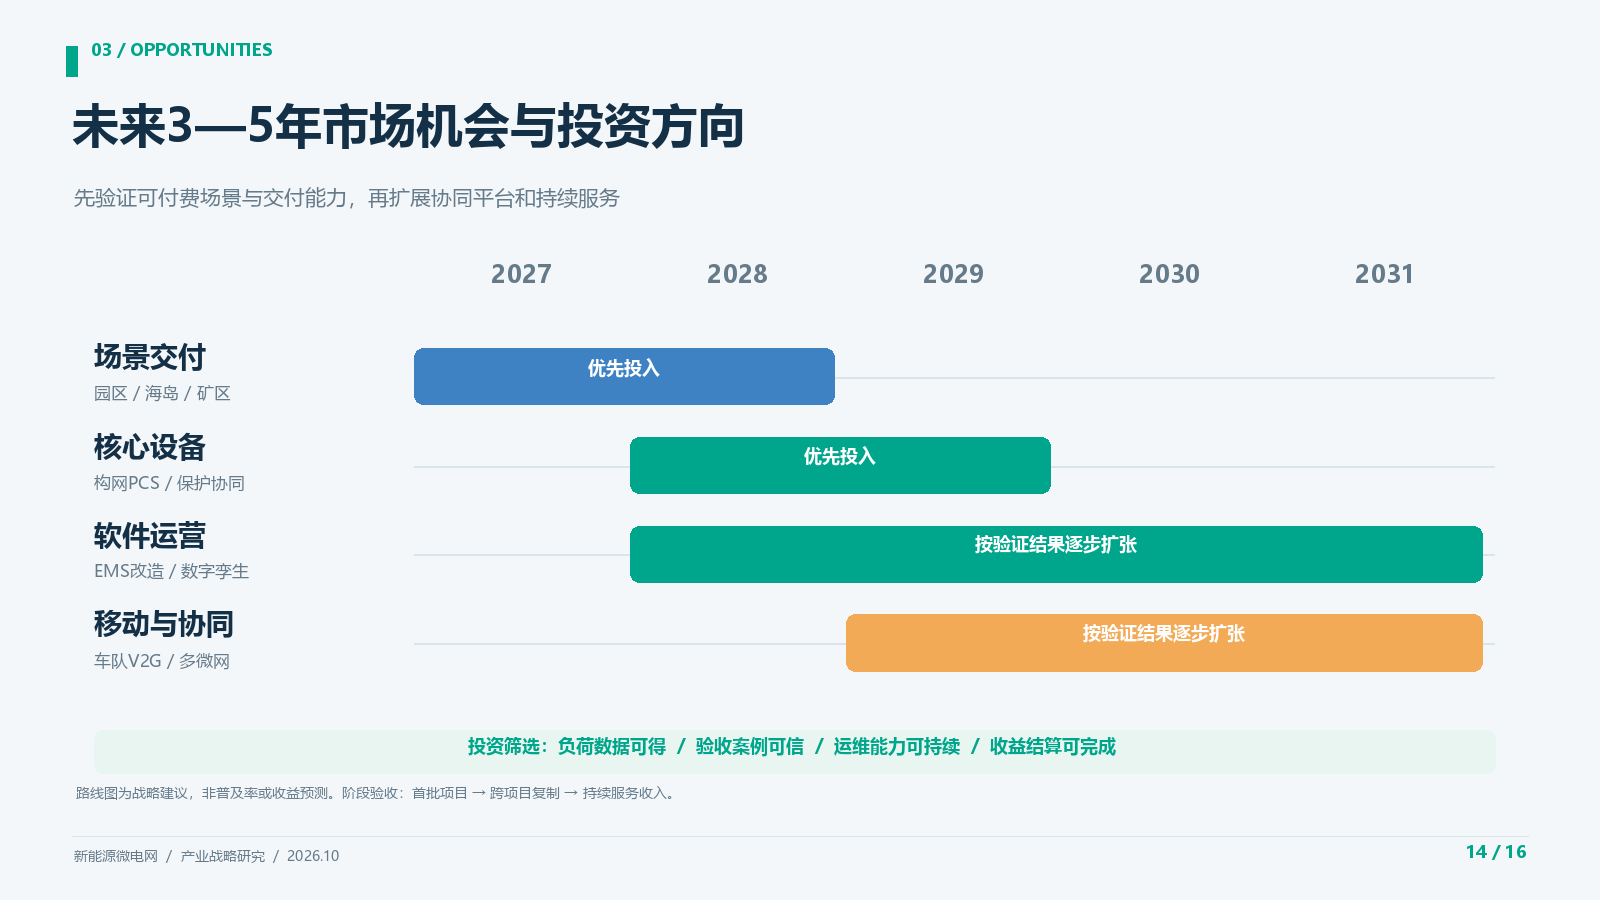 03 / OPPORTUNITIES
未来3—5年市场机会与投资方向
先验证可付费场景与交付能力，再扩展协同平台和持续服务
2027 2028 2029 2030 2031
场景交付
园区 / 海岛 / 矿区
优先投入
核心设备
构网PCS / 保护协同
优先投入
软件运营
EMS改造 / 数字孪生
按验证结果逐步扩张
移动与协同
车队V2G / 多微网
按验证结果逐步扩张
投资筛选：负荷数据可得 / 验收案例可信 / 运维能力可持续 / 收益结算可完成
路线图为战略建议，非普及率或收益预测。阶段验收：首批项目 → 跨项目复制 → 持续服务收入。
新能源微电网 / 产业战略研究 / 2026.10
14 / 16